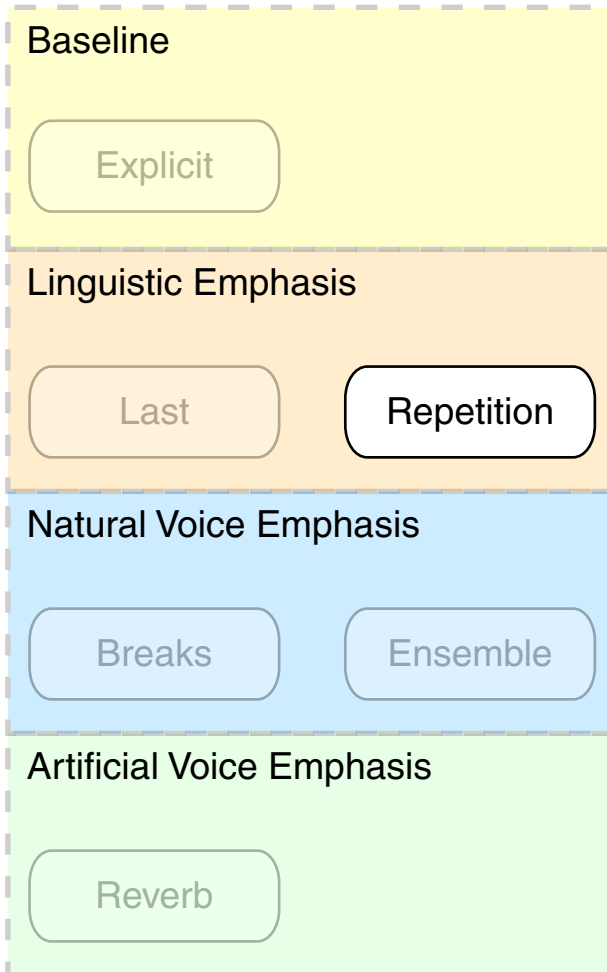 Baseline
Explicit
Linguistic Emphasis
Last Repetition
Natural Voice Emphasis
Breaks Ensemble
Artificial Voice Emphasis
Reverb